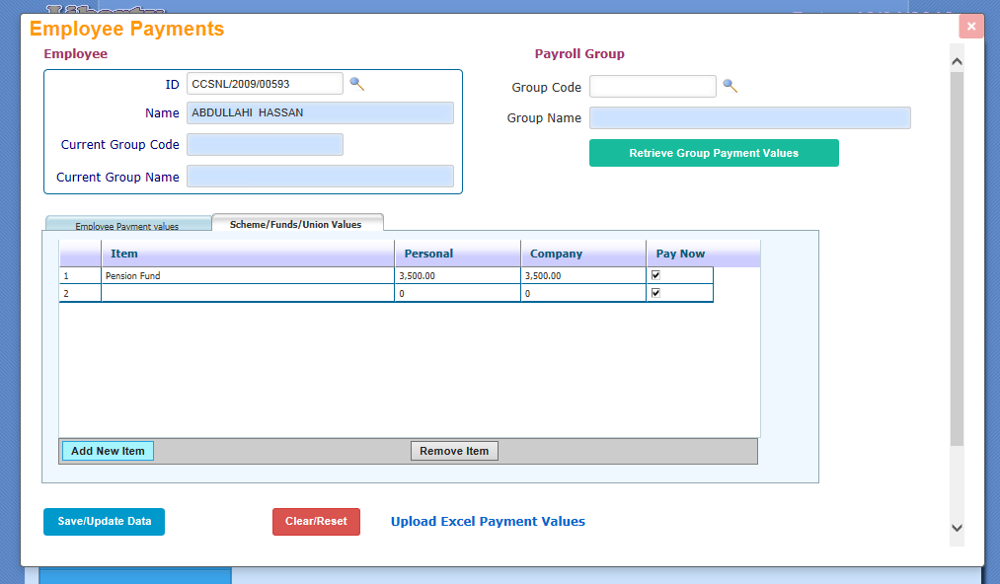 Employee Payments
×
Employee
Payroll Group
ID CCSNL/2009/00593
Group Code
Name ABDULLAHI HASSAN
Group Name
Current Group Code
Retrieve Group Payment Values
Current Group Name
Employee Payment values Scheme/Funds/Union Values
Item Personal Company Pay Now
1 Pension Fund 3,500.00 3,500.00
2 0 0
Add New Item Remove Item
Save/Update Data Clear/Reset Upload Excel Payment Values